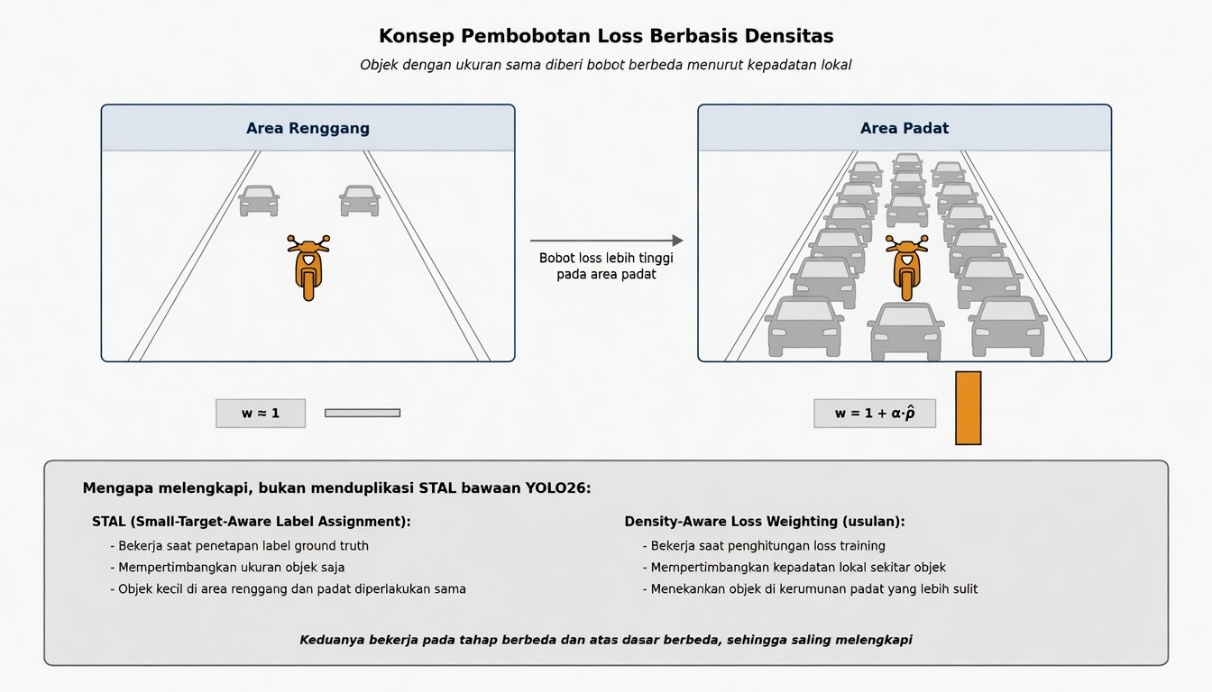 Konsep Pembobotan Loss Berbasis Densitas
Objek dengan ukuran sama diberi bobot berbeda menurut kepadatan lokal
Area Renggang
Area Padat
Bobot loss lebih tinggi
pada area padat
w ≈ 1
w = 1 + α·p̂
Mengapa melengkapi, bukan menduplikasi STAL bawaan YOLO26:
STAL (Small-Target-Aware Label Assignment):
- Bekerja saat penetapan label ground truth
- Mempertimbangkan ukuran objek saja
- Objek kecil di area renggang dan padat diperlakukan sama
Density-Aware Loss Weighting (usulan):
- Bekerja saat penghitungan loss training
- Mempertimbangkan kepadatan lokal sekitar objek
- Menekankan objek di kerumunan padat yang lebih sulit
Keduanya bekerja pada tahap berbeda dan atas dasar berbeda, sehingga saling melengkapi